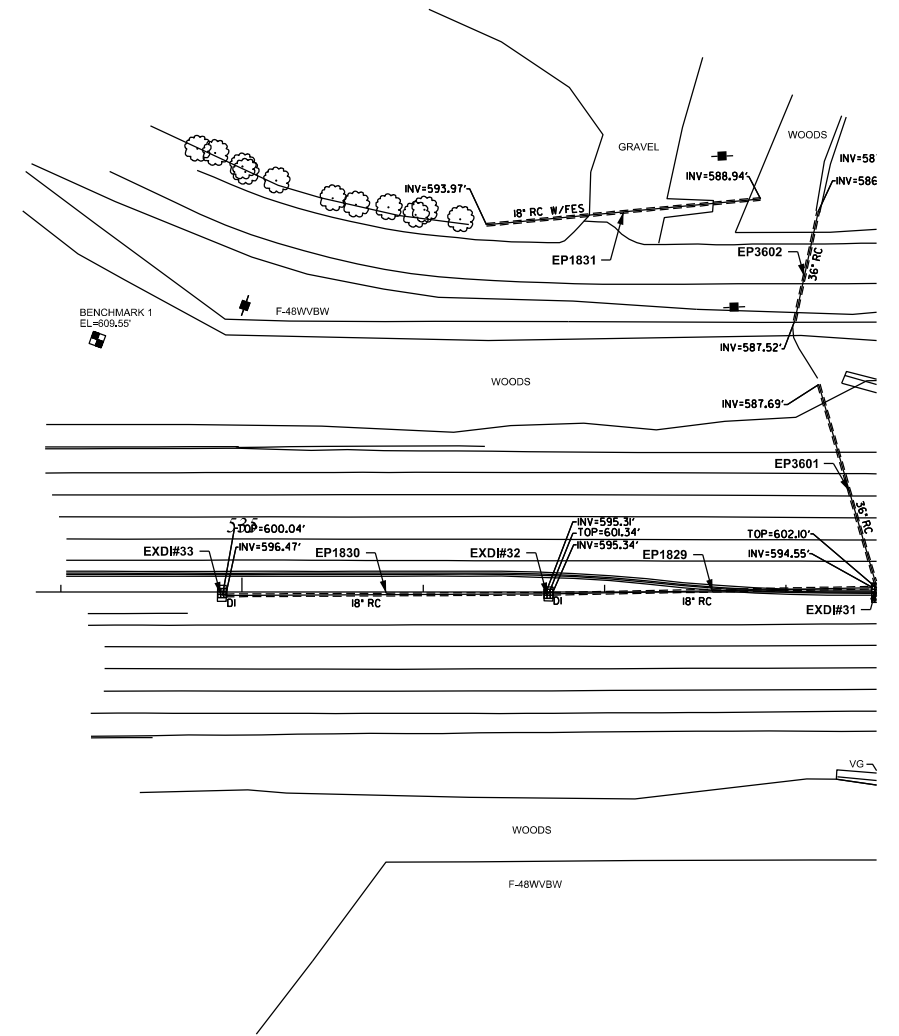 WOODS
GRAVEL
INV=587
INV=588.94'
INV=586
INV=593.97'
18" RC W/FES
EP1831
EP3602
36" RC
BENCHMARK 1
EL=609.55'
F-48WVBW
INV=587.52'
WOODS
INV=587.69'
EP3601
36" RC
535
TOP=600.04'
INV=595.31'
TOP=601.34'
TOP=602.10'
EXDI#33
INV=596.47'
EP1830
EXDI#32
INV=595.34'
EP1829
INV=594.55'
DI
18" RC
DI
18" RC
EXDI#31
VG
WOODS
F-48WVBW